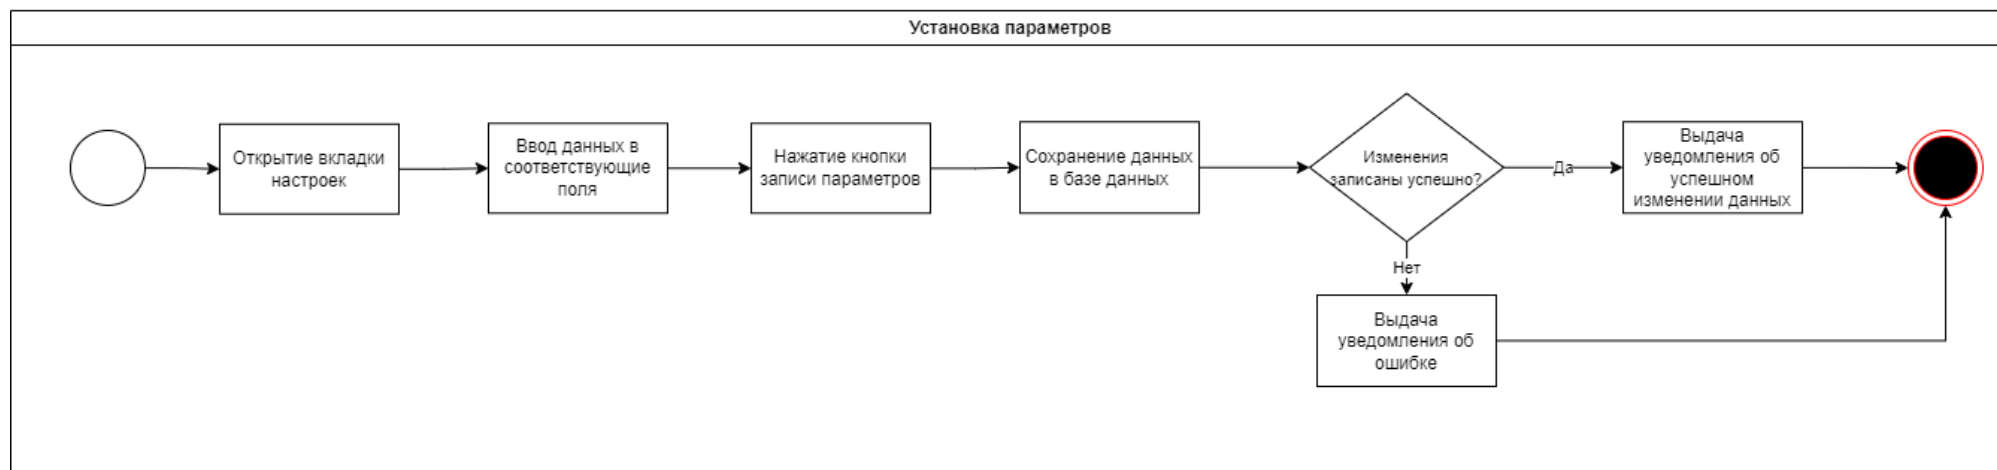 Установка параметров
Открытие вкладки
настроек
Ввод данных в
соответствующие
поля
Нажатие кнопки
записи параметров
Сохранение данных
в базе данных
Изменения
записаны успешно?
Да
Выдача
уведомления об
успешном
изменении данных
Нет
Выдача
уведомления об
ошибке